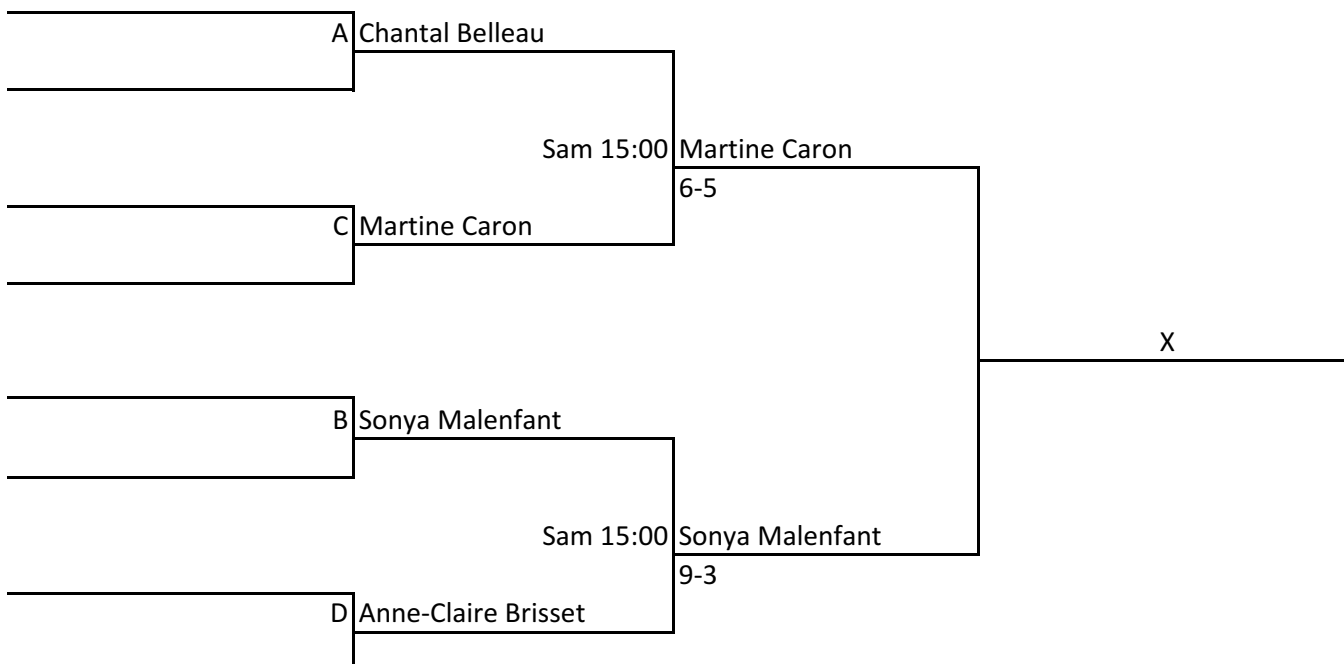 A Chantal Belleau
Sam 15:00 Martine Caron
6-5
C Martine Caron
X
B Sonya Malenfant
Sam 15:00 Sonya Malenfant
9-3
D Anne-Claire Brisset